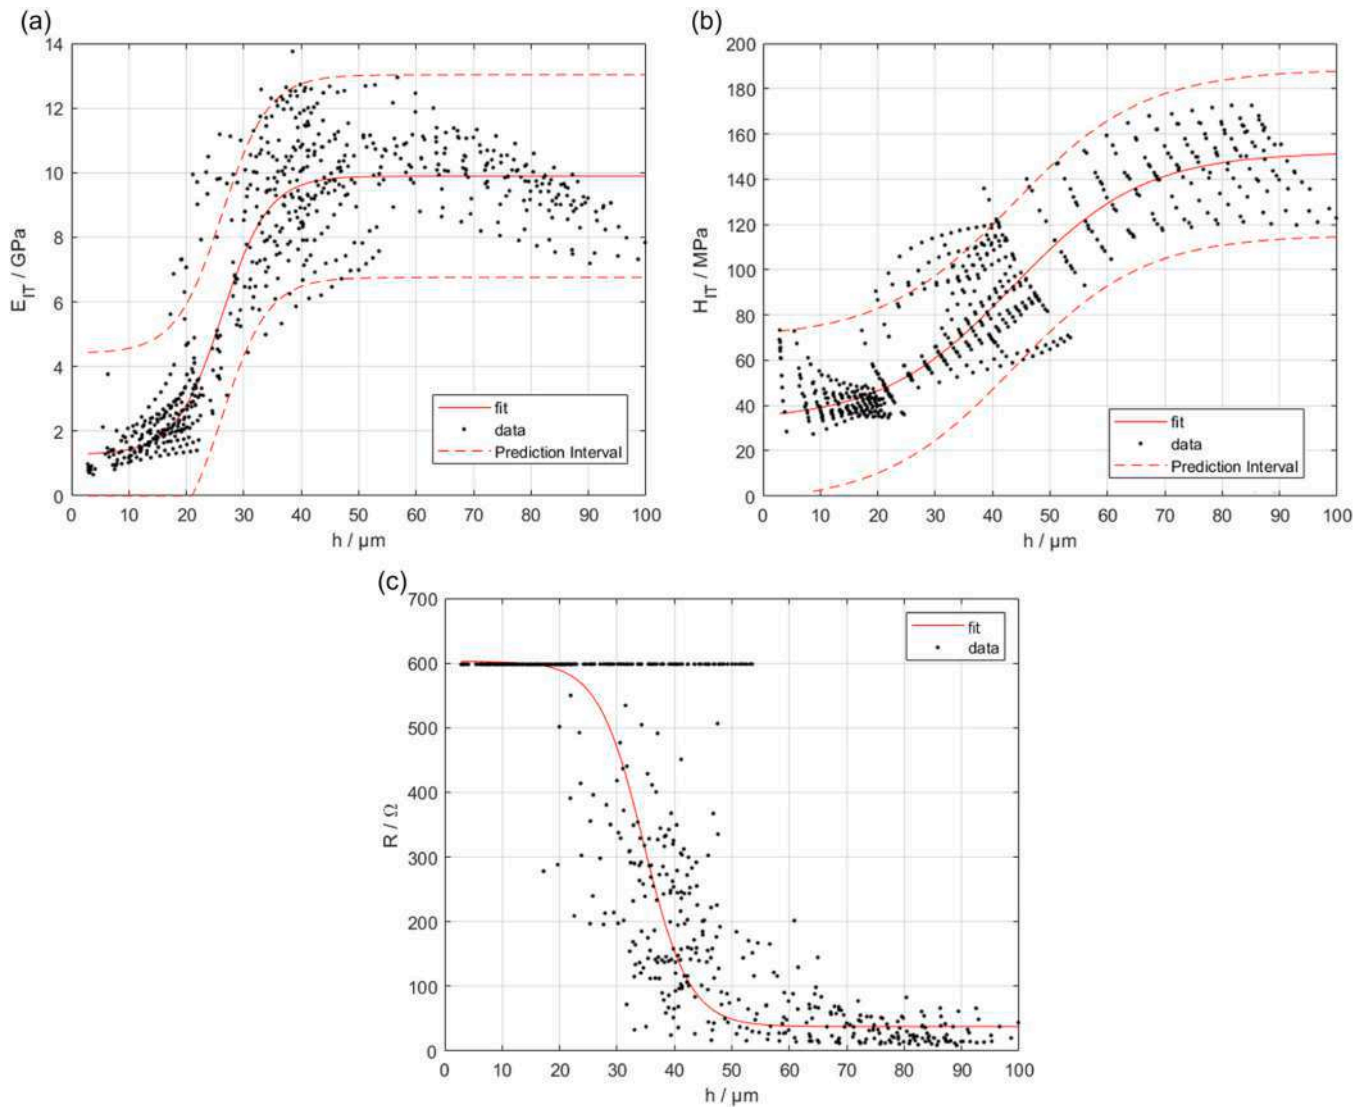 (a)
14
12
10
8
6
4
2
0
E_IT / GPa
0 10 20 30 40 50 60 70 80 90 100
h / µm
fit
data
Prediction Interval
(b)
200
180
160
140
120
100
80
60
40
20
0
H_IT / MPa
0 10 20 30 40 50 60 70 80 90 100
h / µm
fit
data
Prediction Interval
(c)
700
600
500
400
300
200
100
0
R / Ω
0 10 20 30 40 50 60 70 80 90 100
h / µm
fit
data